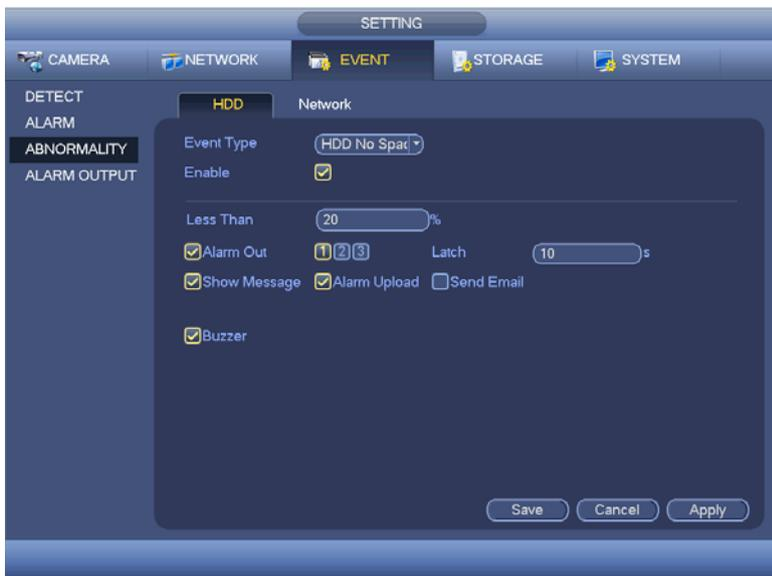 SETTING
CAMERA NETWORK EVENT STORAGE SYSTEM
DETECT
ALARM
ABNORMALITY
ALARM OUTPUT
HDD Network
Event Type HDD No Spac
Enable
Less Than 20 %
Alarm Out 1 2 3 Latch 10 s
Show Message Alarm Upload Send Email
Buzzer
Save Cancel Apply